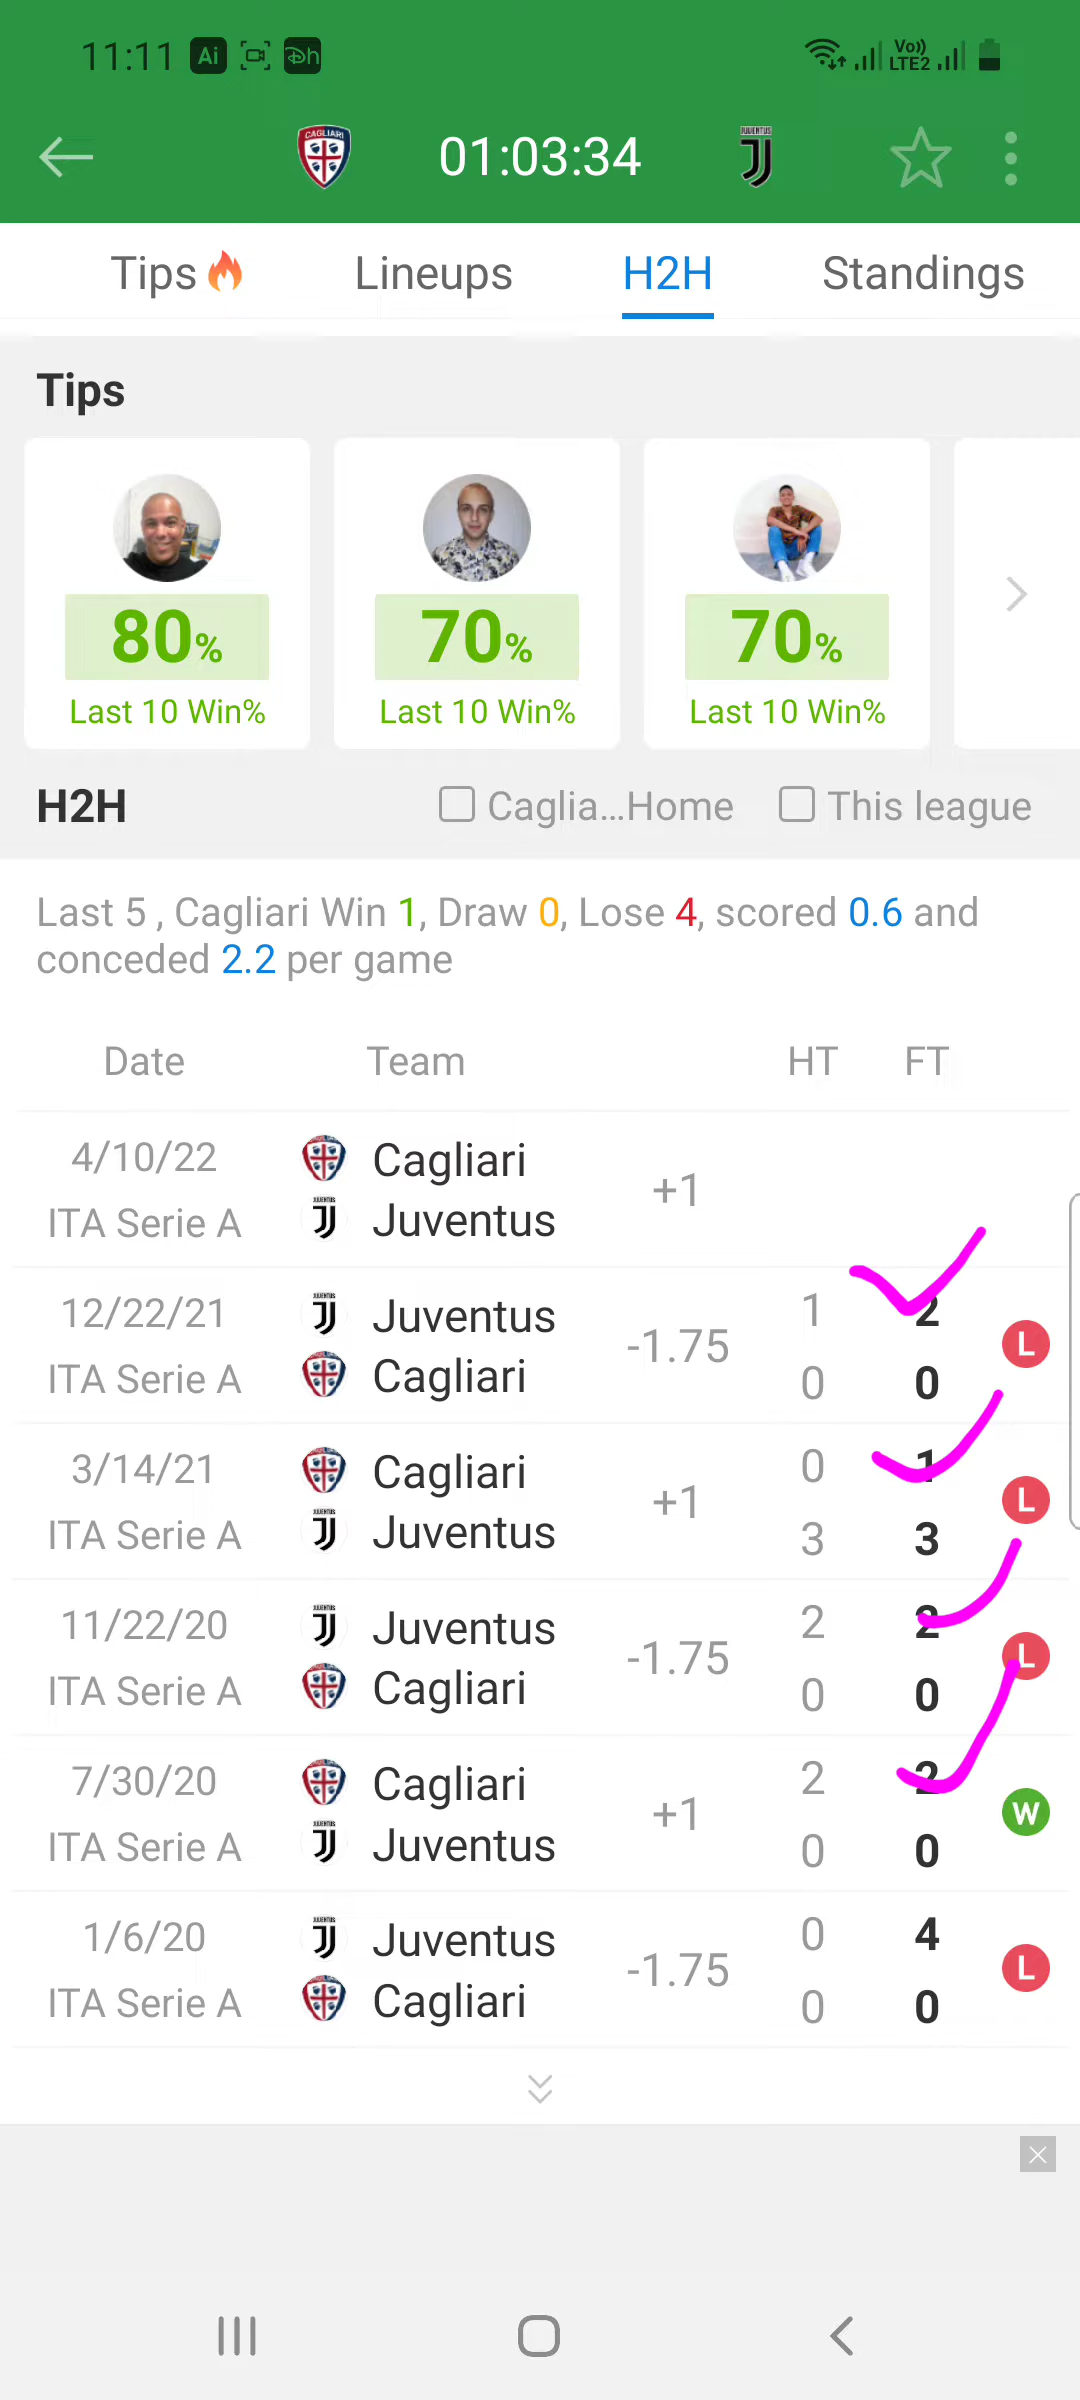 11:11 Ai Dh Vo)) LTE2
CAGLIARI 01:03:34 JUVENTUS
Tips Lineups H2H Standings
Tips
80% 70% 70%
Last 10 Win% Last 10 Win% Last 10 Win%
H2H Caglia...Home This league
Last 5 , Cagliari Win 1, Draw 0, Lose 4, scored 0.6 and
conceded 2.2 per game
Date Team HT FT
4/10/22 Cagliari
+1
ITA Serie A Juventus
12/22/21 Juventus 1 2
-1.75 L
ITA Serie A Cagliari 0 0
3/14/21 Cagliari 0 1
+1 L
ITA Serie A Juventus 3 3
11/22/20 Juventus 2 2
-1.75 L
ITA Serie A Cagliari 0 0
7/30/20 Cagliari 2 2
+1 W
ITA Serie A Juventus 0 0
1/6/20 Juventus 0 4
-1.75 L
ITA Serie A Cagliari 0 0